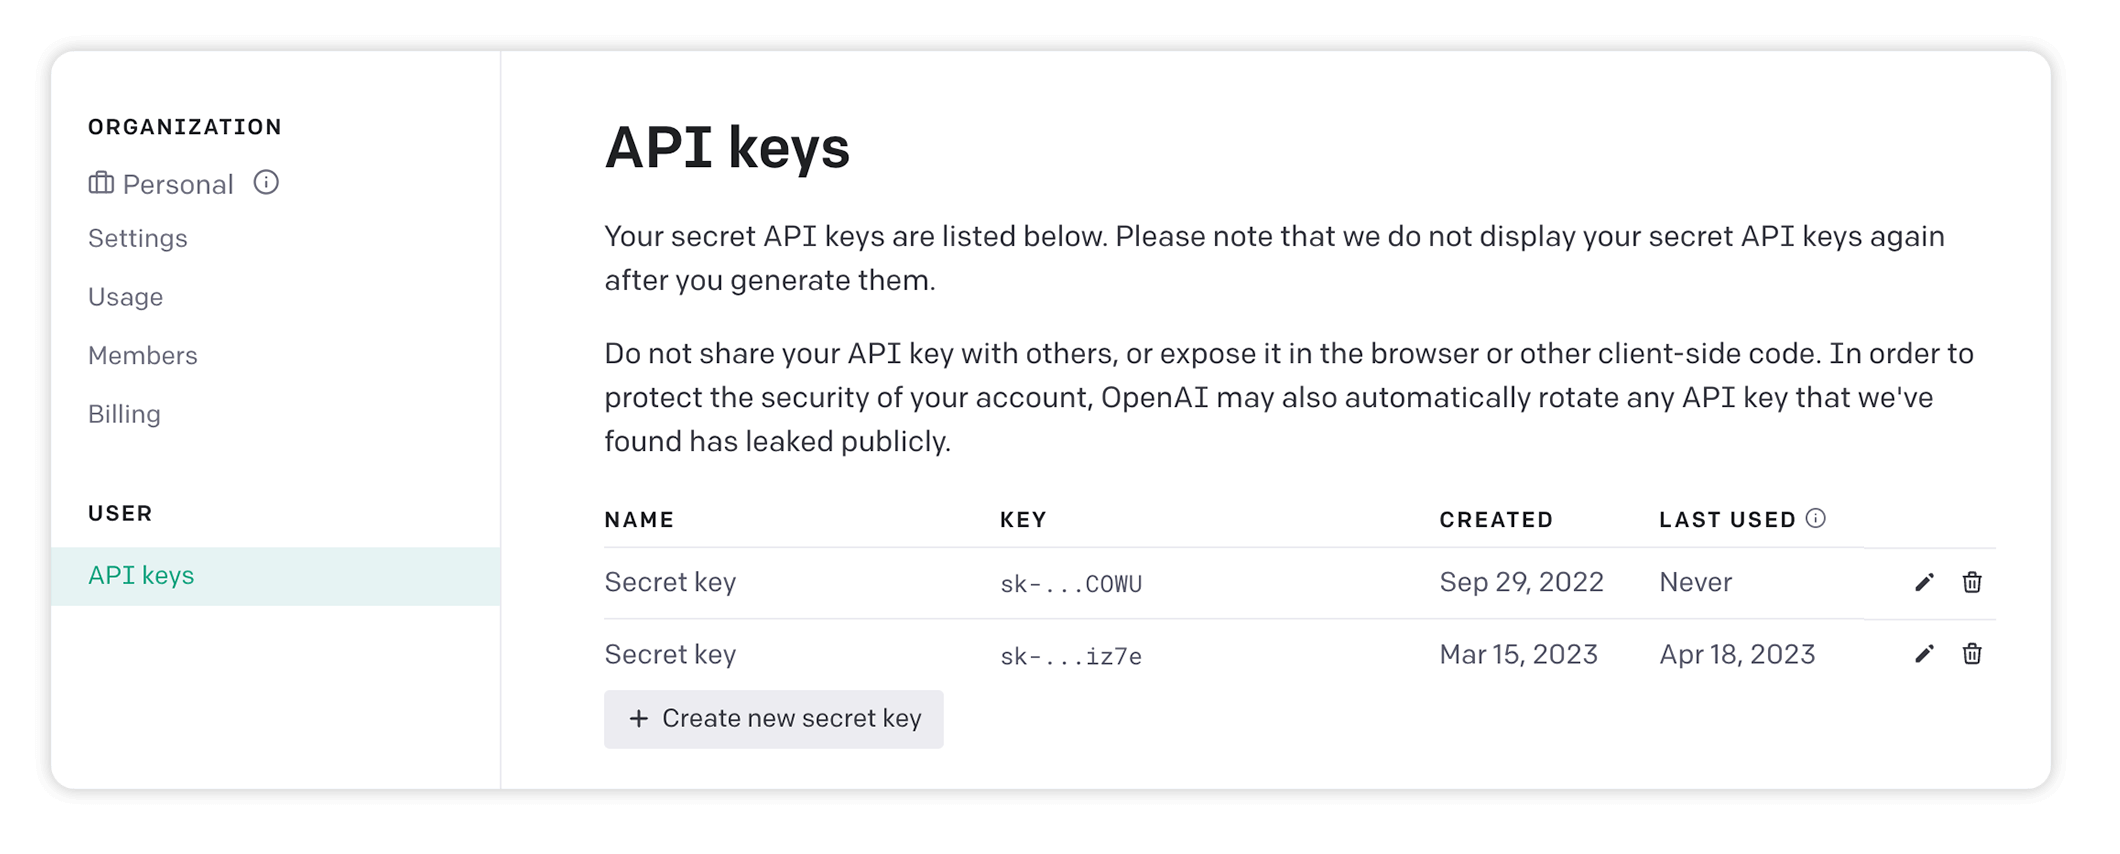 ORGANIZATION
Personal
Settings
Usage
Members
Billing
USER
API keys
API keys
Your secret API keys are listed below. Please note that we do not display your secret API keys again
after you generate them.
Do not share your API key with others, or expose it in the browser or other client-side code. In order to
protect the security of your account, OpenAI may also automatically rotate any API key that we've
found has leaked publicly.
NAME KEY CREATED LAST USED
Secret key sk-...COWU Sep 29, 2022 Never
Secret key sk-...iz7e Mar 15, 2023 Apr 18, 2023
+ Create new secret key